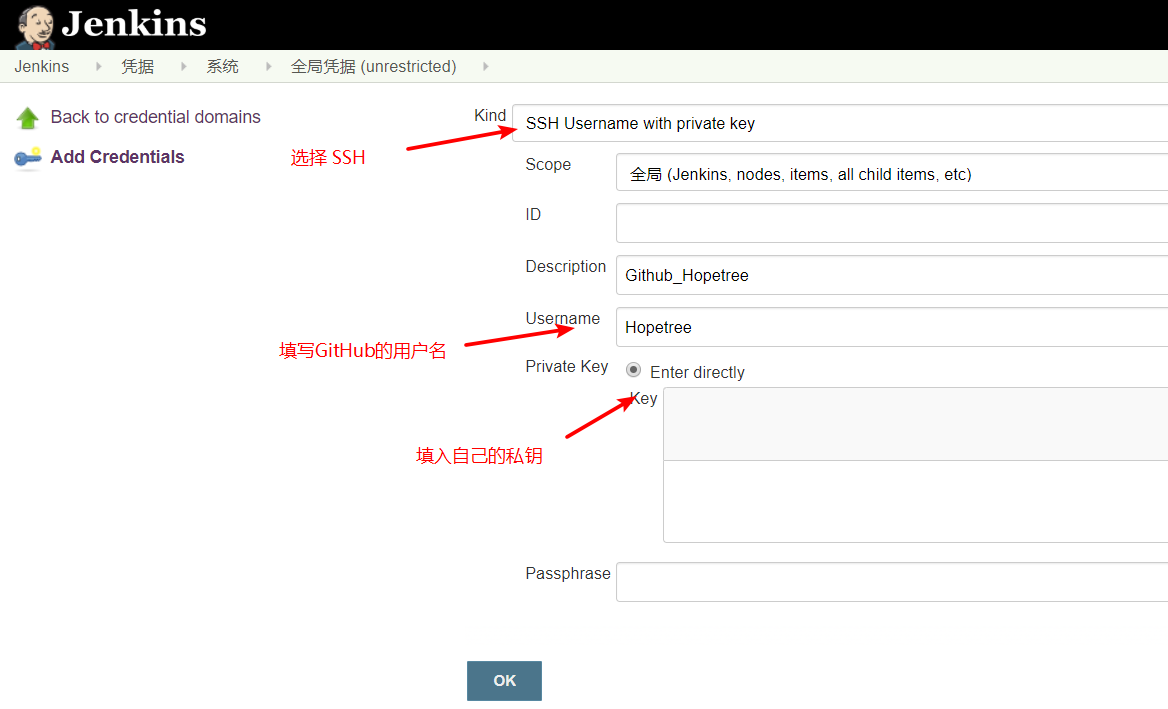 Jenkins
Jenkins 凭据 系统 全局凭据 (unrestricted)
Back to credential domains
Add Credentials
Kind
SSH Username with private key
选择 SSH
Scope
全局 (Jenkins, nodes, items, all child items, etc)
ID
Description
Github_Hopetree
Username
Hopetree
填写GitHub的用户名
Private Key
Enter directly
Key
填入自己的私钥
Passphrase
OK